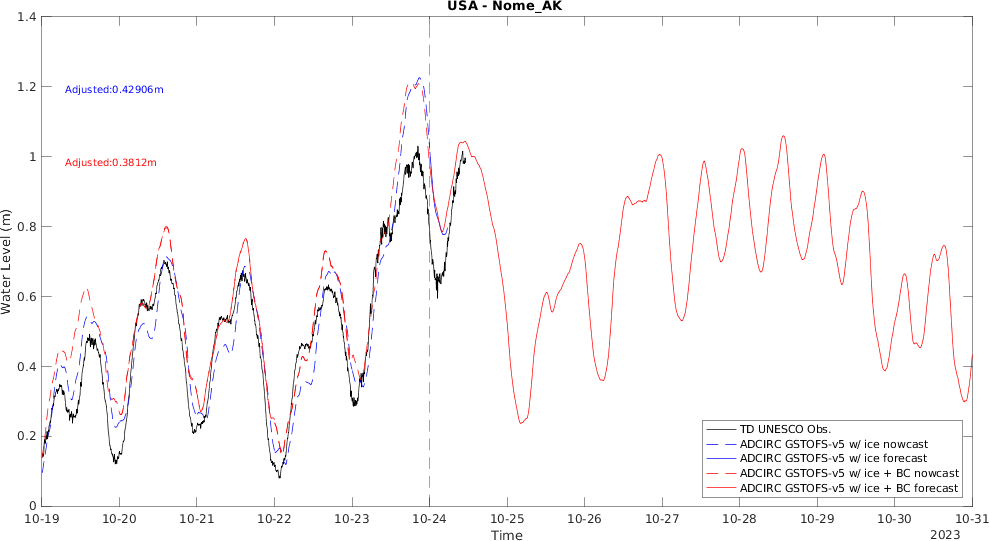 USA - Nome_AK
1.4
1.2
1
0.8
0.6
0.4
0.2
0
Water Level (m)
Adjusted:0.42906m
Adjusted:0.3812m
TD UNESCO Obs.
ADCIRC GSTOFS-v5 w/ ice nowcast
ADCIRC GSTOFS-v5 w/ ice forecast
ADCIRC GSTOFS-v5 w/ ice + BC nowcast
ADCIRC GSTOFS-v5 w/ ice + BC forecast
10-19 10-20 10-21 10-22 10-23 10-24 10-25 10-26 10-27 10-28 10-29 10-30 10-31
Time
2023